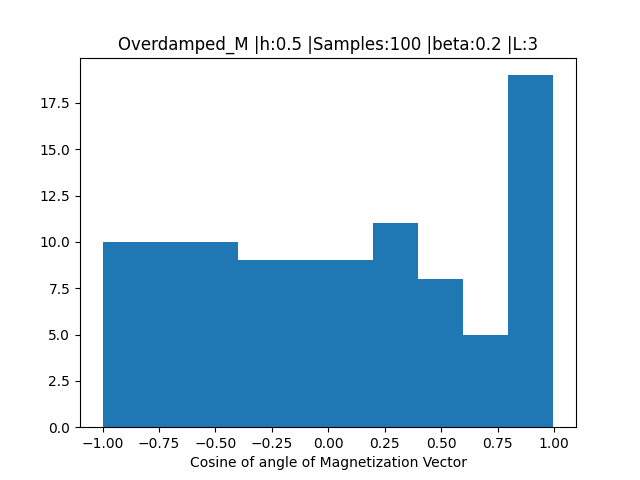 Overdamped_M |h:0.5 |Samples:100 |beta:0.2 |L:3
17.5
15.0
12.5
10.0
7.5
5.0
2.5
0.0
−1.00 −0.75 −0.50 −0.25 0.00 0.25 0.50 0.75 1.00
Cosine of angle of Magnetization Vector